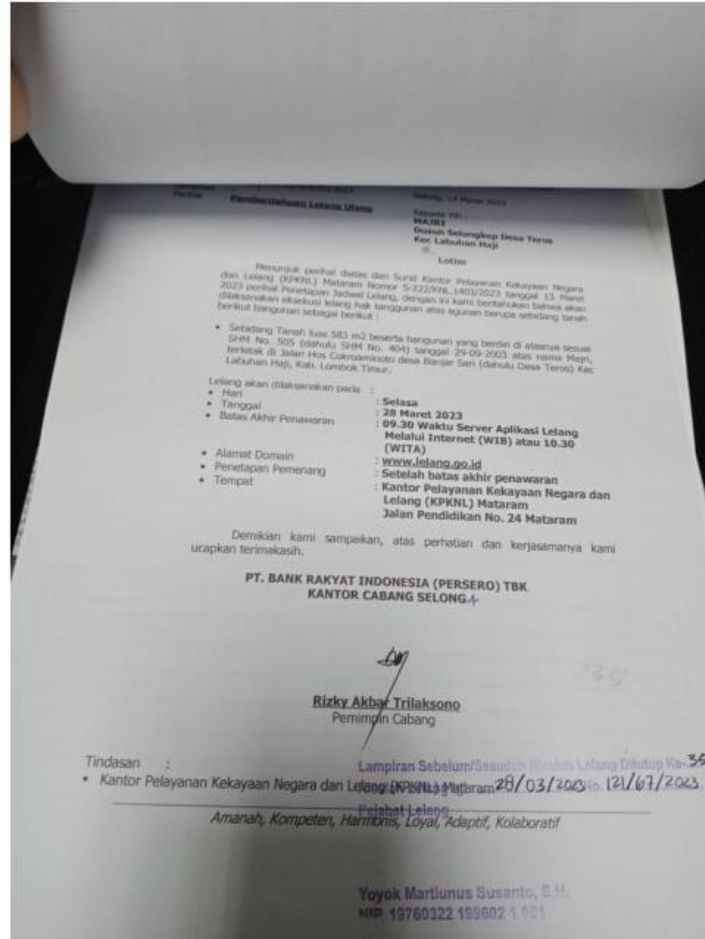 Perihal : Pemberitahuan Lelang Ulang
Selong, 14 Maret 2023
Kepada Yth :
MAJRI
Dusun Selungkep Desa Teros
Kec Labuhan Haji
di
Lotim
Menunjuk perihal diatas dan Surat Kantor Pelayanan Kekayaan Negara
dan Lelang (KPKNL) Mataram Nomor S-222/KNL.1403/2023 tanggal 13 Maret
2023 perihal Penetapan Jadwal Lelang, dengan ini kami beritahukan bahwa akan
dilaksanakan eksekusi lelang hak tanggungan atas agunan berupa sebidang tanah
berikut bangunan sebagai berikut :
• Sebidang Tanah luas 583 m2 beserta bangunan yang berdiri di atasnya sesuai
SHM No. 505 (dahulu SHM No. 404) tanggal 29-09-2003 atas nama Majri,
terletak di Jalan Hos Cokroaminoto desa Banjar Sari (dahulu Desa Teros) Kec
Labuhan Haji, Kab. Lombok Timur.
Lelang akan dilaksanakan pada :
• Hari : Selasa
• Tanggal : 28 Maret 2023
• Batas Akhir Penawaran : 09.30 Waktu Server Aplikasi Lelang
Melalui Internet (WIB) atau 10.30
(WITA)
• Alamat Domain : www.lelang.go.id
• Penetapan Pemenang : Setelah batas akhir penawaran
• Tempat : Kantor Pelayanan Kekayaan Negara dan
Lelang (KPKNL) Mataram
Jalan Pendidikan No. 24 Mataram
Demikian kami sampaikan, atas perhatian dan kerjasamanya kami
ucapkan terimakasih.
PT. BANK RAKYAT INDONESIA (PERSERO) TBK
KANTOR CABANG SELONG
35
Rizky Akbar Trilaksono
Pemimpin Cabang
Tindasan :
Lampiran Sebelum/Sesudah Risalah Lelang Ditutup Ke-35
• Kantor Pelayanan Kekayaan Negara dan Lelang (KPKNL) Mataram
28/03/2023 No. 121/67/2023
Pejabat Lelang
Amanah, Kompeten, Harmonis, Loyal, Adaptif, Kolaboratif
Yoyok Martiunus Susanto, S.H.
NIP. 19760322 199602 1 001